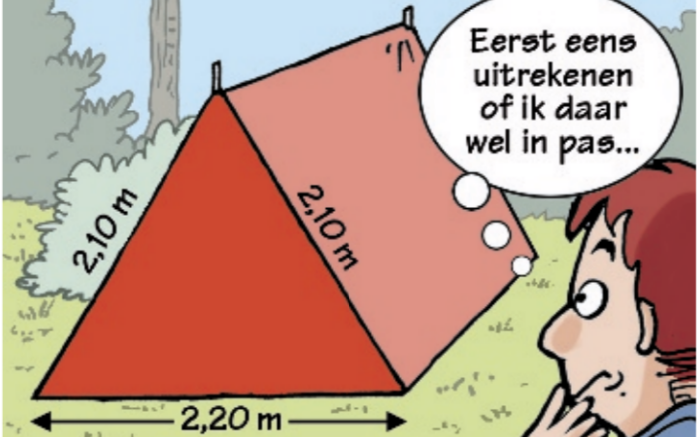 Eerst eens
uitrekenen
of ik daar
wel in pas...
2,10 m
2,10 m
2,20 m